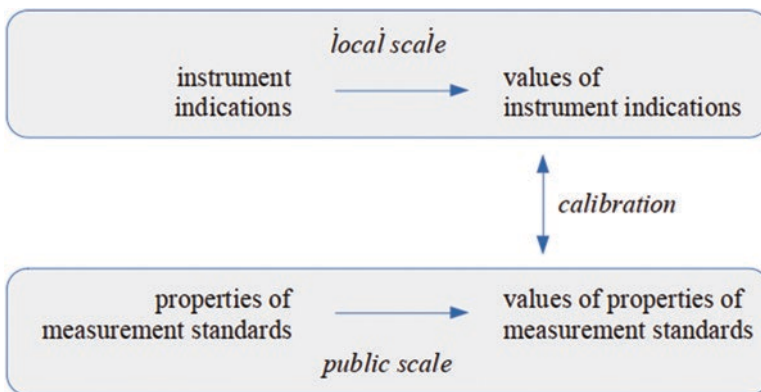 local scale
instrument
indications
values of
instrument indications
calibration
properties of
measurement standards
values of properties of
measurement standards
public scale